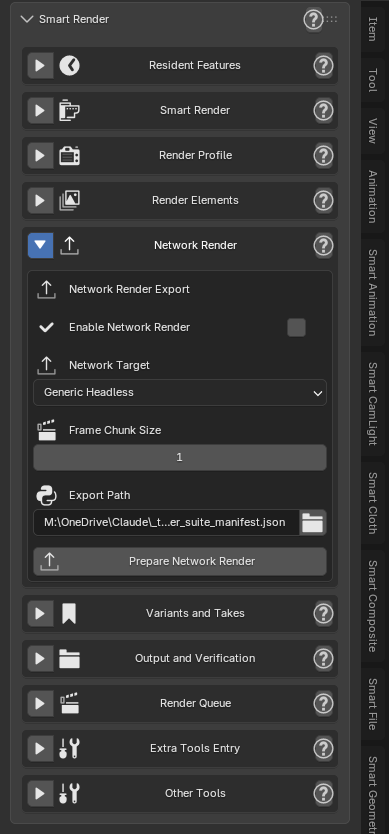 Smart Render
Resident Features
Smart Render
Render Profile
Render Elements
Network Render
Network Render Export
Enable Network Render
Network Target
Generic Headless
Frame Chunk Size
1
Export Path
M:\OneDrive\Claude\_t...er_suite_manifest.json
Prepare Network Render
Variants and Takes
Output and Verification
Render Queue
Extra Tools Entry
Other Tools
Item
Tool
View
Animation
Smart Animation
Smart CamLight
Smart Cloth
Smart Composite
Smart File
Smart Geomet